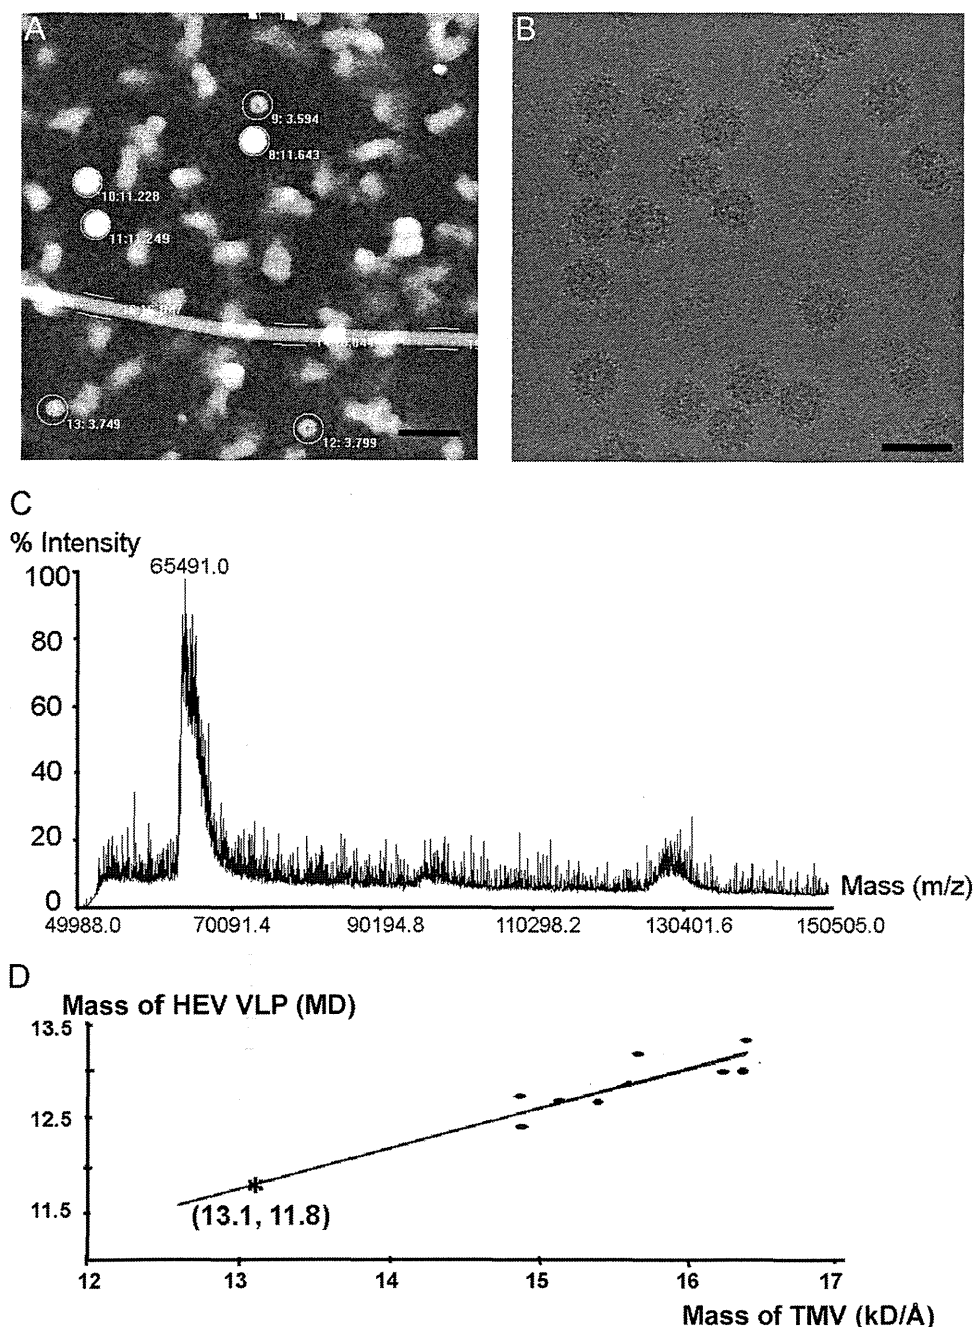 A
B
9: 3.594
8:11.643
10:11.228
11:11.249
13: 3.749
12: 3.799
C
% Intensity
65491.0
100
80
60
40
20
0
Mass (m/z)
49988.0 70091.4 90194.8 110298.2 130401.6 150505.0
D
Mass of HEV VLP (MD)
13.5
12.5
11.5
(13.1, 11.8)
12 13 14 15 16 17
Mass of TMV (kD/Å)